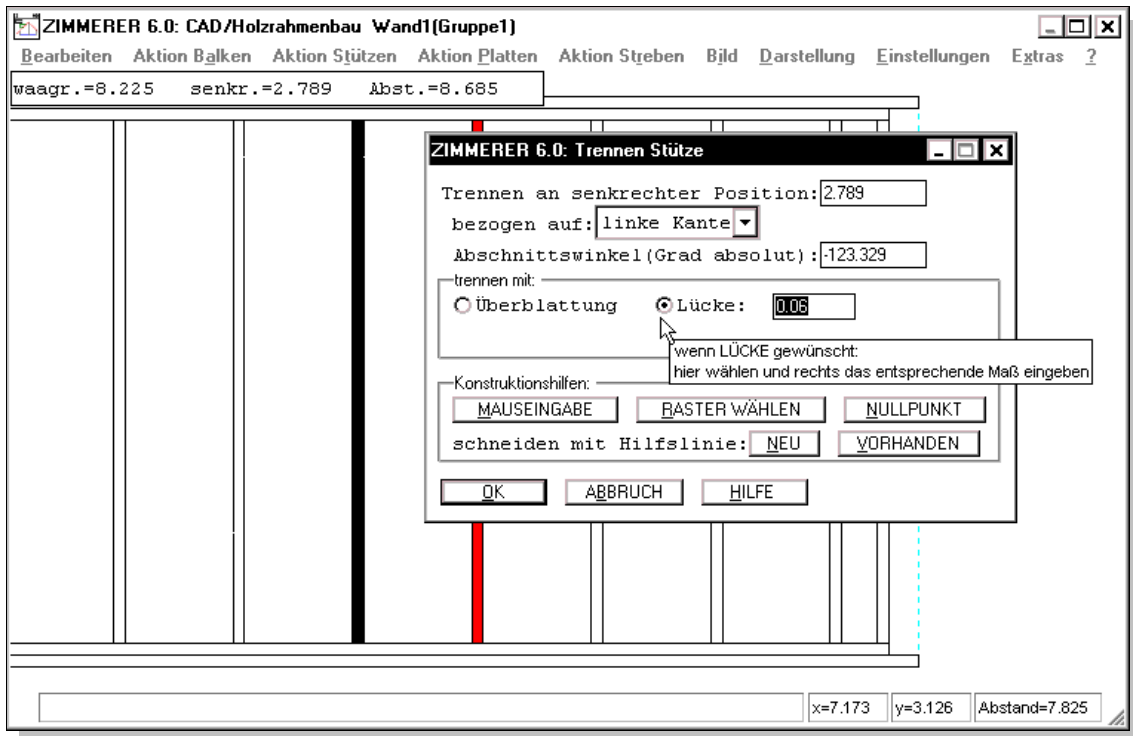 ZIMMERER 6.0: CAD/Holzrahmenbau Wand1(Gruppe1)
Bearbeiten Aktion Balken Aktion Stützen Aktion Platten Aktion Streben Bild Darstellung Einstellungen Extras ?
waagr.=8.225 senkr.=2.789 Abst.=8.685
ZIMMERER 6.0: Trennen Stütze
Trennen an senkrechter Position: 2.789
bezogen auf: linke Kante
Abschnittswinkel(Grad absolut): -123.329
trennen mit:
Überblattung Lücke: 0.06
wenn LÜCKE gewünscht:
hier wählen und rechts das entsprechende Maß eingeben
Konstruktionshilfen:
MAUSEINGABE RASTER WÄHLEN NULLPUNKT
schneiden mit Hilfslinie: NEU VORHANDEN
OK ABBRUCH HILFE
x=7.173 y=3.126 Abstand=7.825